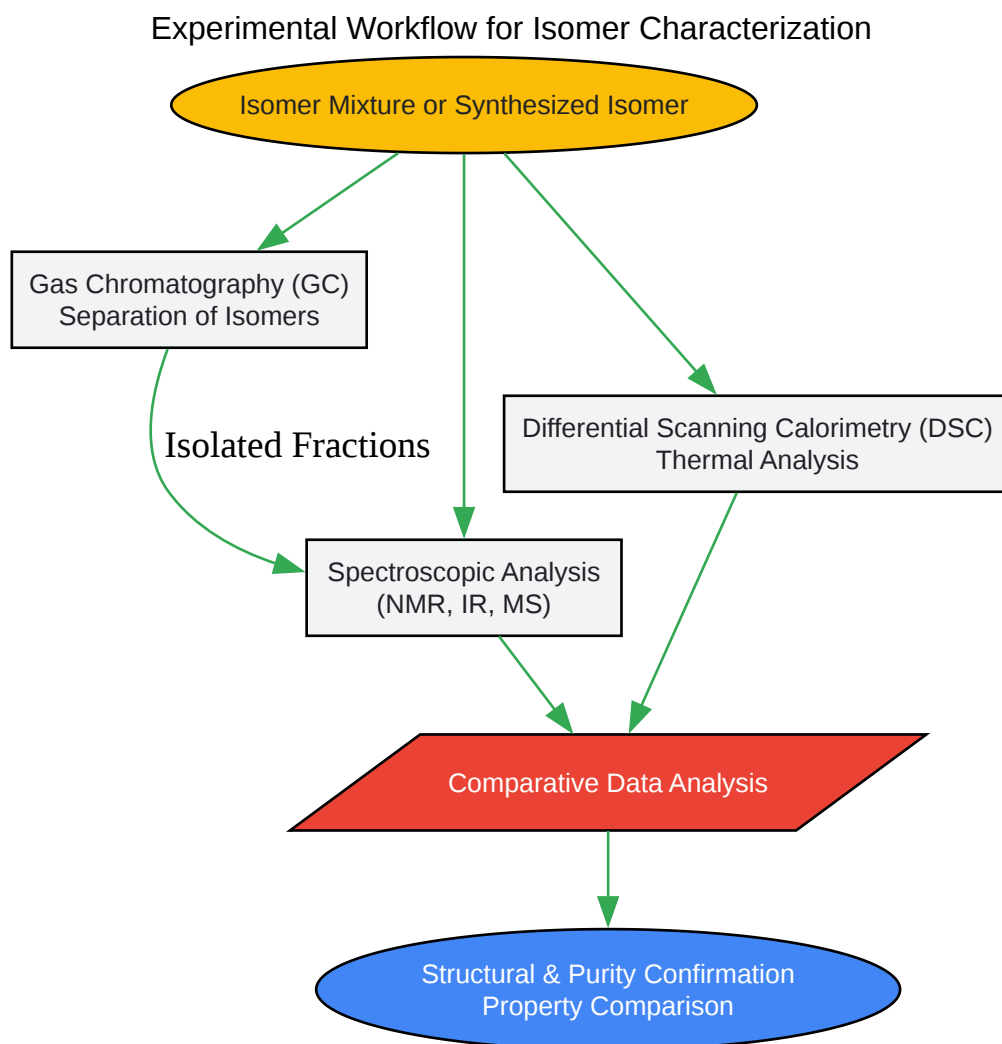 Experimental Workflow for Isomer Characterization
Isomer Mixture or Synthesized Isomer
Gas Chromatography (GC)
Separation of Isomers
Isolated Fractions
Differential Scanning Calorimetry (DSC)
Thermal Analysis
Spectroscopic Analysis
(NMR, IR, MS)
Comparative Data Analysis
Structural & Purity Confirmation
Property Comparison